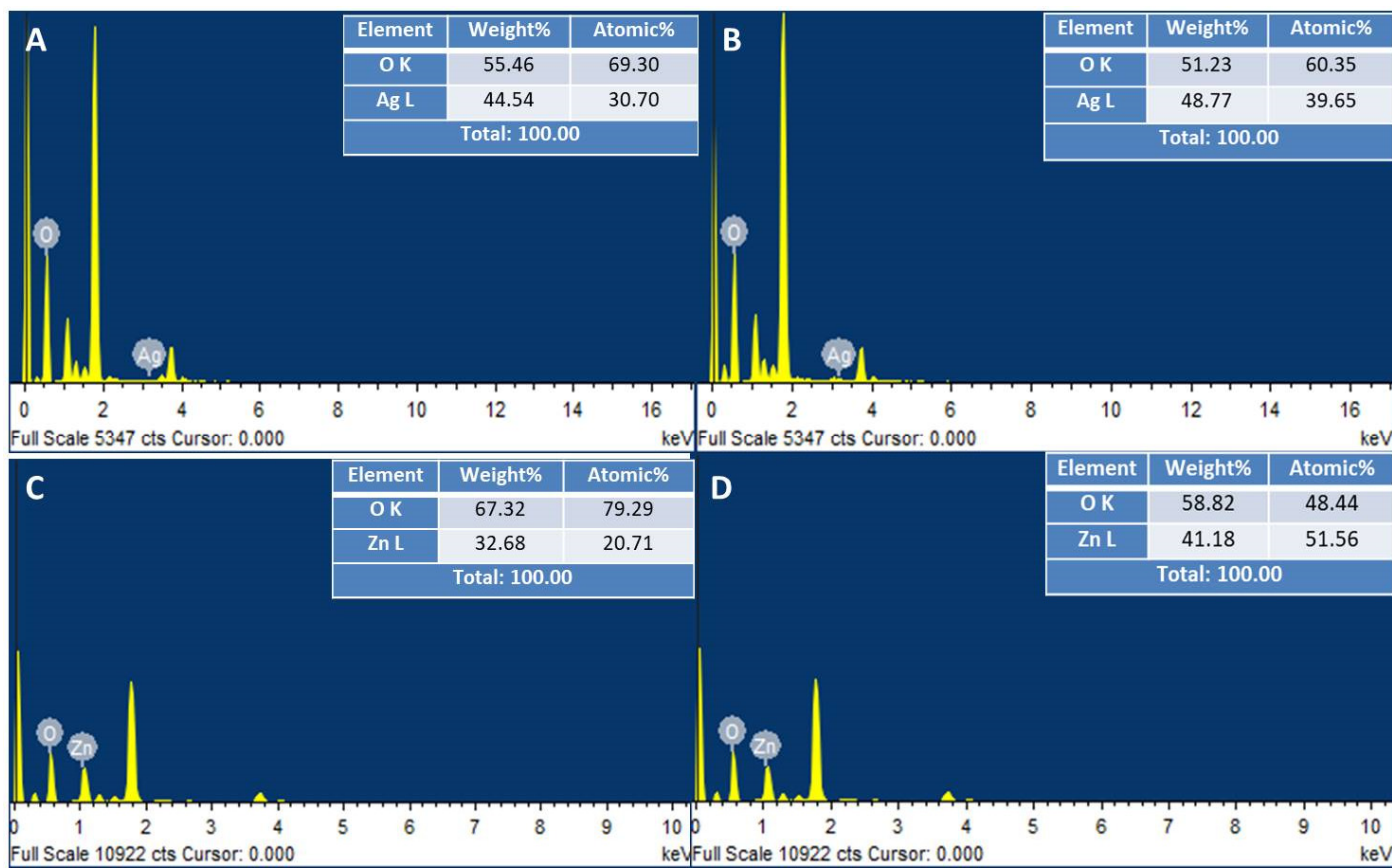 A
Element Weight% Atomic%
O K 55.46 69.30
Ag L 44.54 30.70
Total: 100.00
O
Ag
0 2 4 6 8 10 12 14 16
Full Scale 5347 cts Cursor: 0.000 keV
B
Element Weight% Atomic%
O K 51.23 60.35
Ag L 48.77 39.65
Total: 100.00
O
Ag
0 2 4 6 8 10 12 14 16
Full Scale 5347 cts Cursor: 0.000 keV
C
Element Weight% Atomic%
O K 67.32 79.29
Zn L 32.68 20.71
Total: 100.00
O
Zn
0 1 2 3 4 5 6 7 8 9 10
Full Scale 10922 cts Cursor: 0.000 keV
D
Element Weight% Atomic%
O K 58.82 48.44
Zn L 41.18 51.56
Total: 100.00
O
Zn
0 1 2 3 4 5 6 7 8 9 10
Full Scale 10922 cts Cursor: 0.000 keV